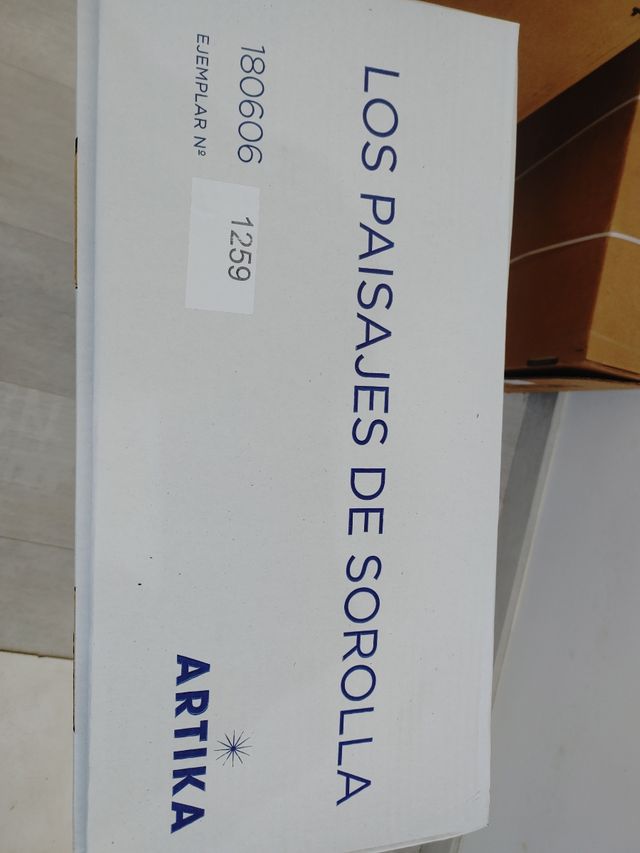 LOS PAISAJES DE SOROLLA
180606
EJEMPLAR Nº 1259
ARTIKA